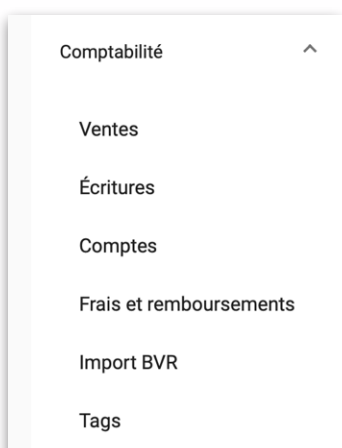 Comptabilité
Ventes
Écritures
Comptes
Frais et remboursements
Import BVR
Tags